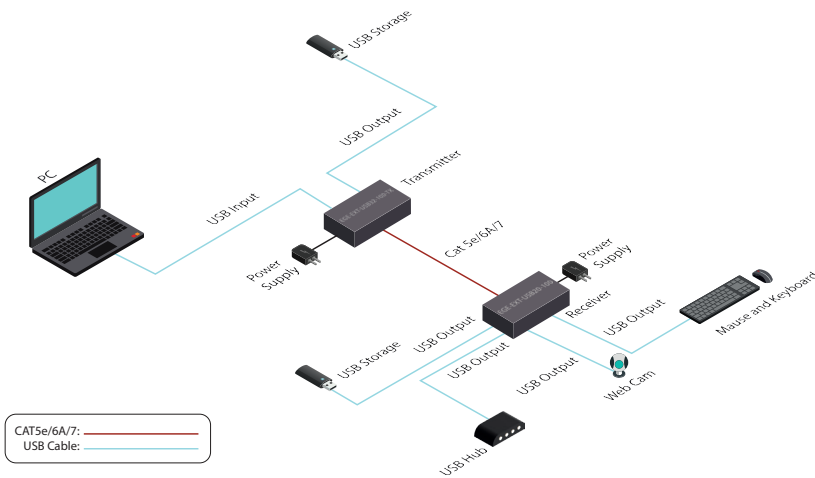 USB Storage
USB Output
PC
Transmitter
USB Input
Cat 5e/6A/7
Power
Supply
Power
Supply
Receiver
USB Output
Mause and Keyboard
USB Output
USB Storage
USB Output
USB Output
Web Cam
USB Hub
CAT5e/6A/7:
USB Cable: